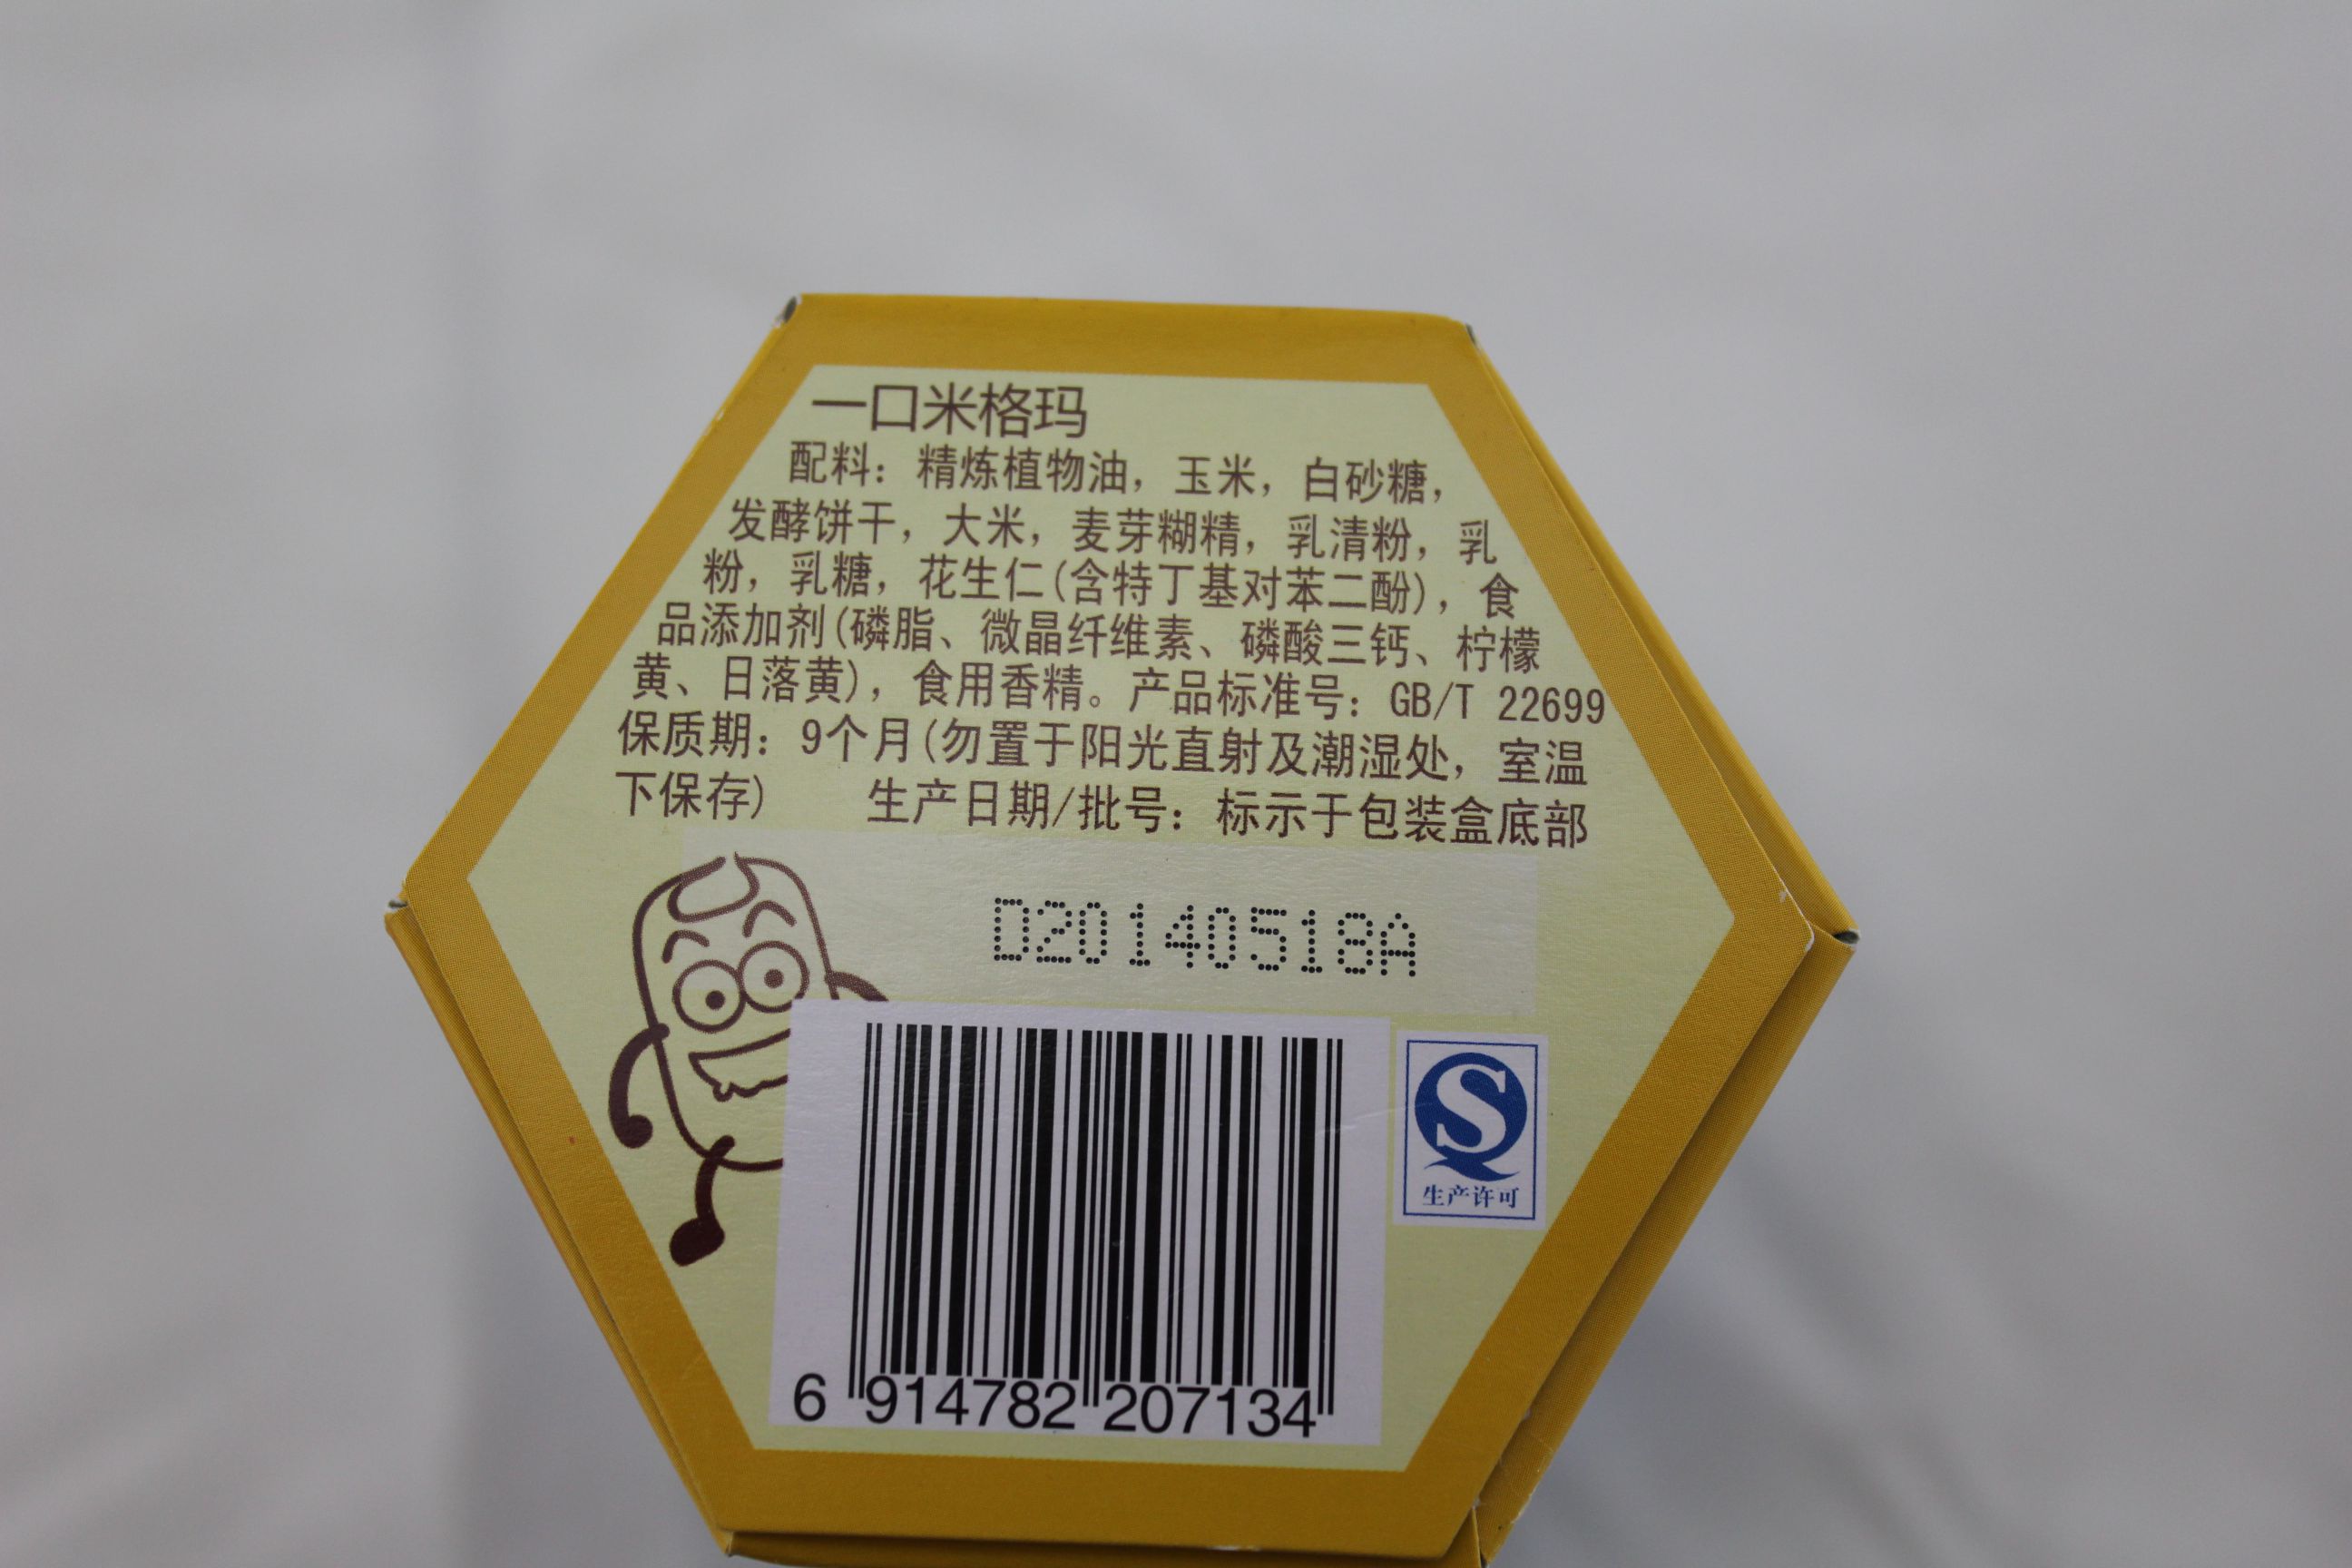 一口米格玛
配料：精炼植物油，玉米，白砂糖，
发酵饼干，大米，麦芽糊精，乳清粉，乳
粉，乳糖，花生仁(含特丁基对苯二酚)，食
品添加剂(磷脂、微晶纤维素、磷酸三钙、柠檬
黄、日落黄)，食用香精。产品标准号：GB/T 22699
保质期：9个月(勿置于阳光直射及潮湿处，室温
下保存) 生产日期/批号：标示于包装盒底部
D20140518A
S
生产许可
6 914782 207134